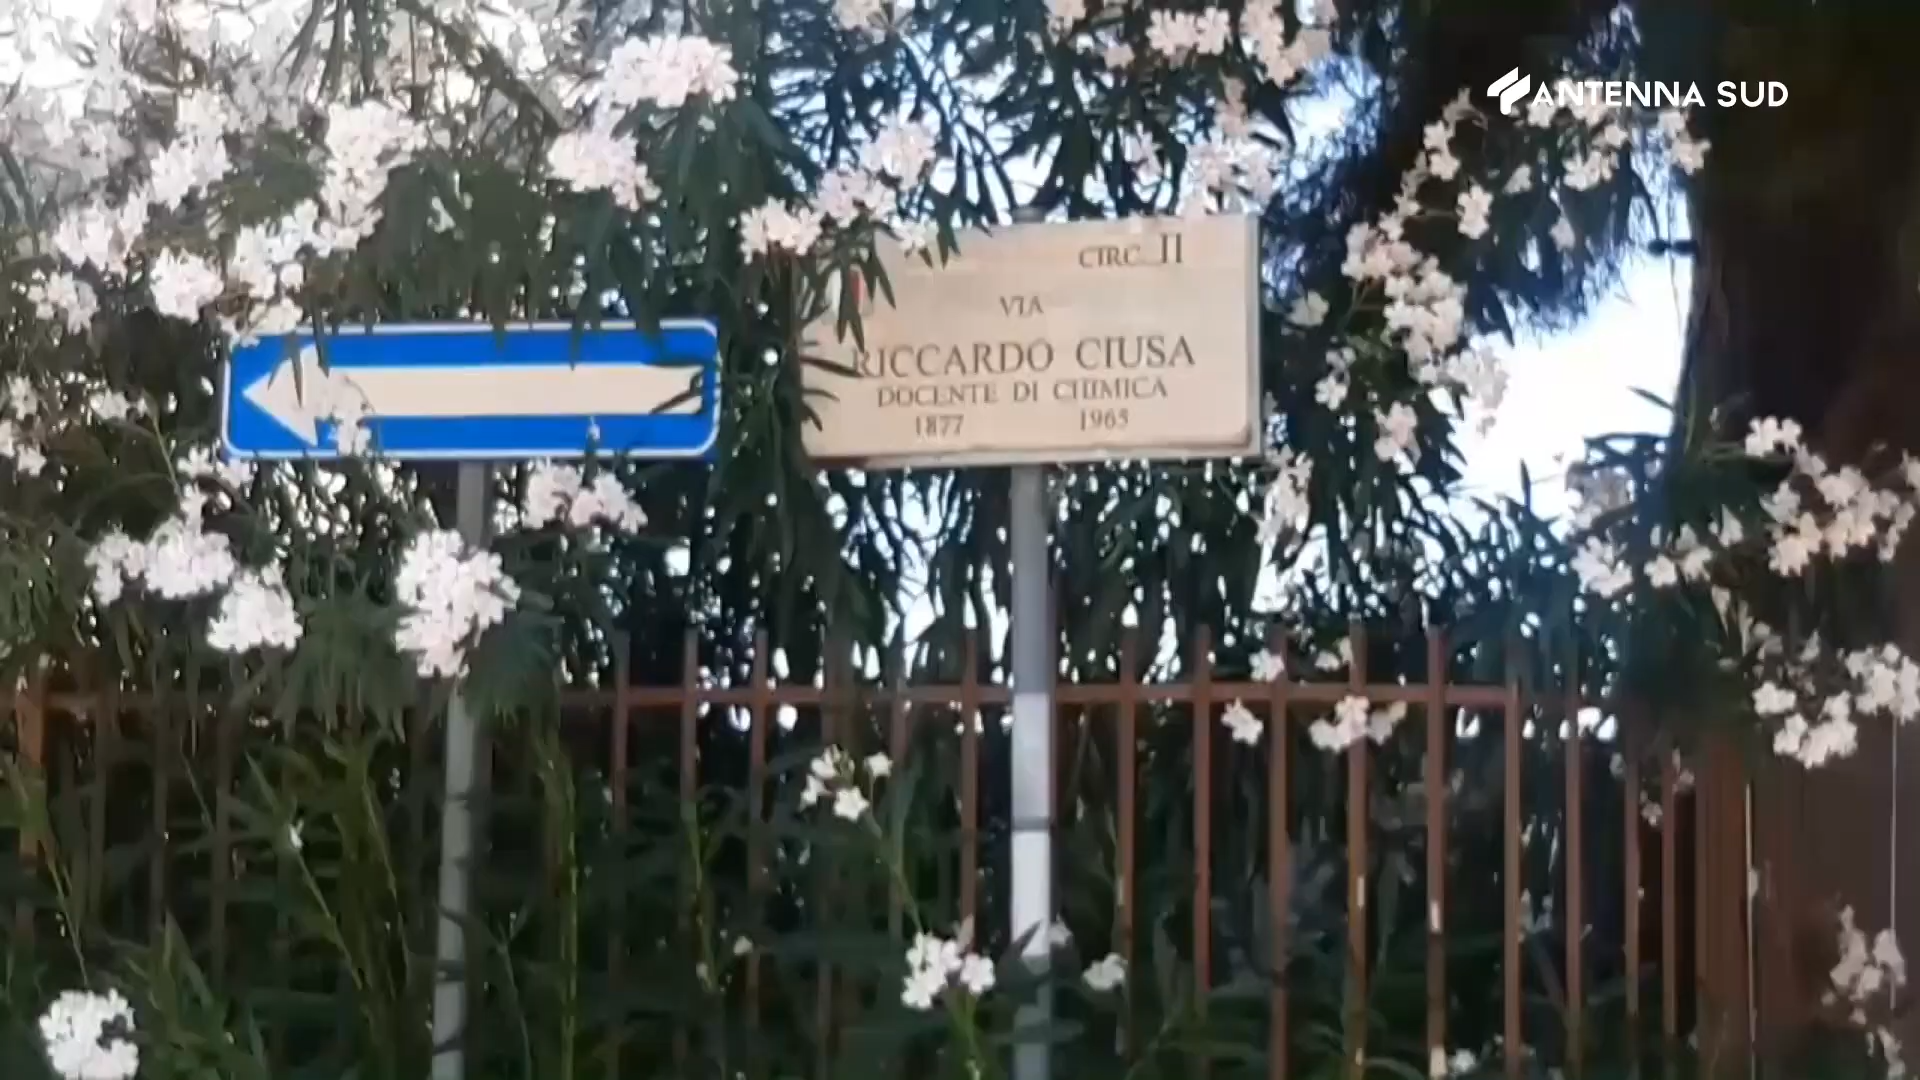 ANTENNA SUD
CIRC. II
VIA
RICCARDO CIUSA
DOCENTE DI CHIMICA
1877 1965